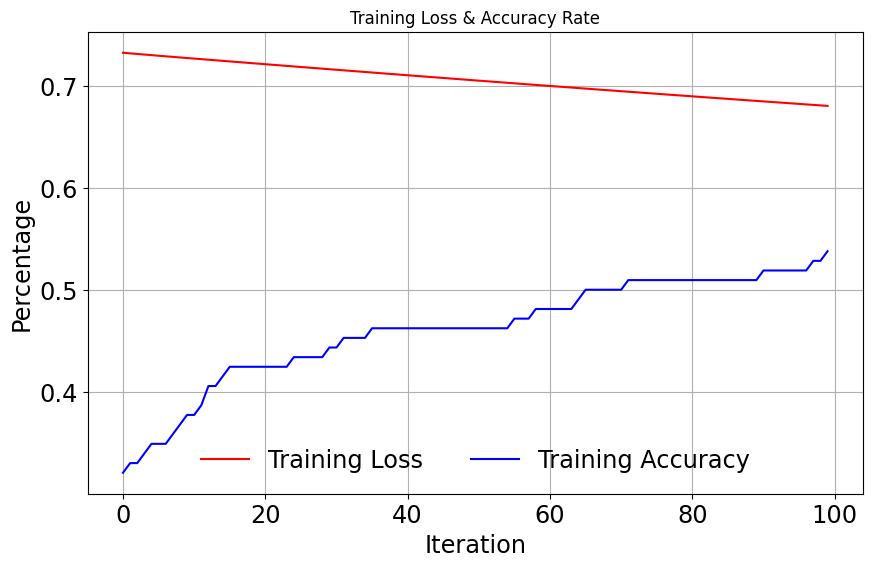 Training Loss & Accuracy Rate
Percentage
0.7
0.6
0.5
0.4
Training Loss
Training Accuracy
0 20 40 60 80 100
Iteration